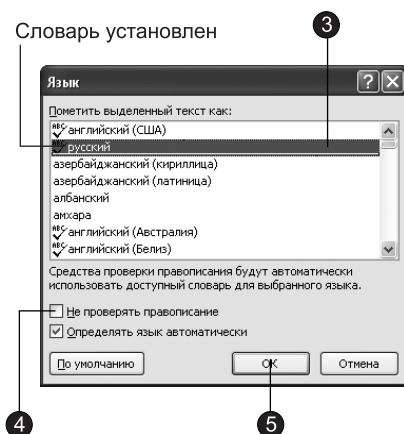 Словарь установлен
3
Язык
Пометить выделенный текст как:
английский (США)
русский
азербайджанский (кириллица)
азербайджанский (латиница)
албанский
амхара
английский (Австралия)
английский (Белиз)
Средства проверки правописания будут автоматически
использовать доступный словарь для выбранного языка.
Не проверять правописание
Определять язык автоматически
По умолчанию
ОК
Отмена
4
5